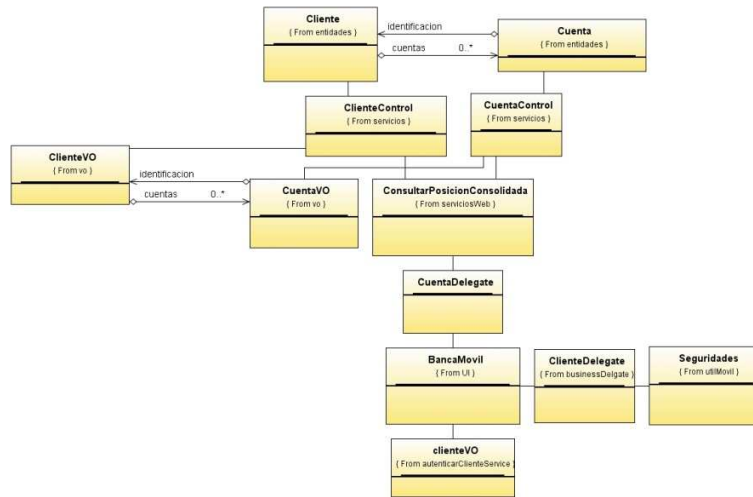 Cliente
{ From entidades }
identificacion
cuentas 0..*
Cuenta
{ From entidades }
ClienteControl
{ From servicios }
CuentaControl
{ From servicios }
ClienteVO
{ From vo }
identificacion
cuentas 0..*
CuentaVO
{ From vo }
ConsultarPosicionConsolidada
{ From serviciosWeb }
CuentaDelegate
BancaMovil
{ From UI }
ClienteDelegate
{ From businessDelgate }
Seguridades
{ From utilMovil }
clienteVO
{ From autenticarClienteService }